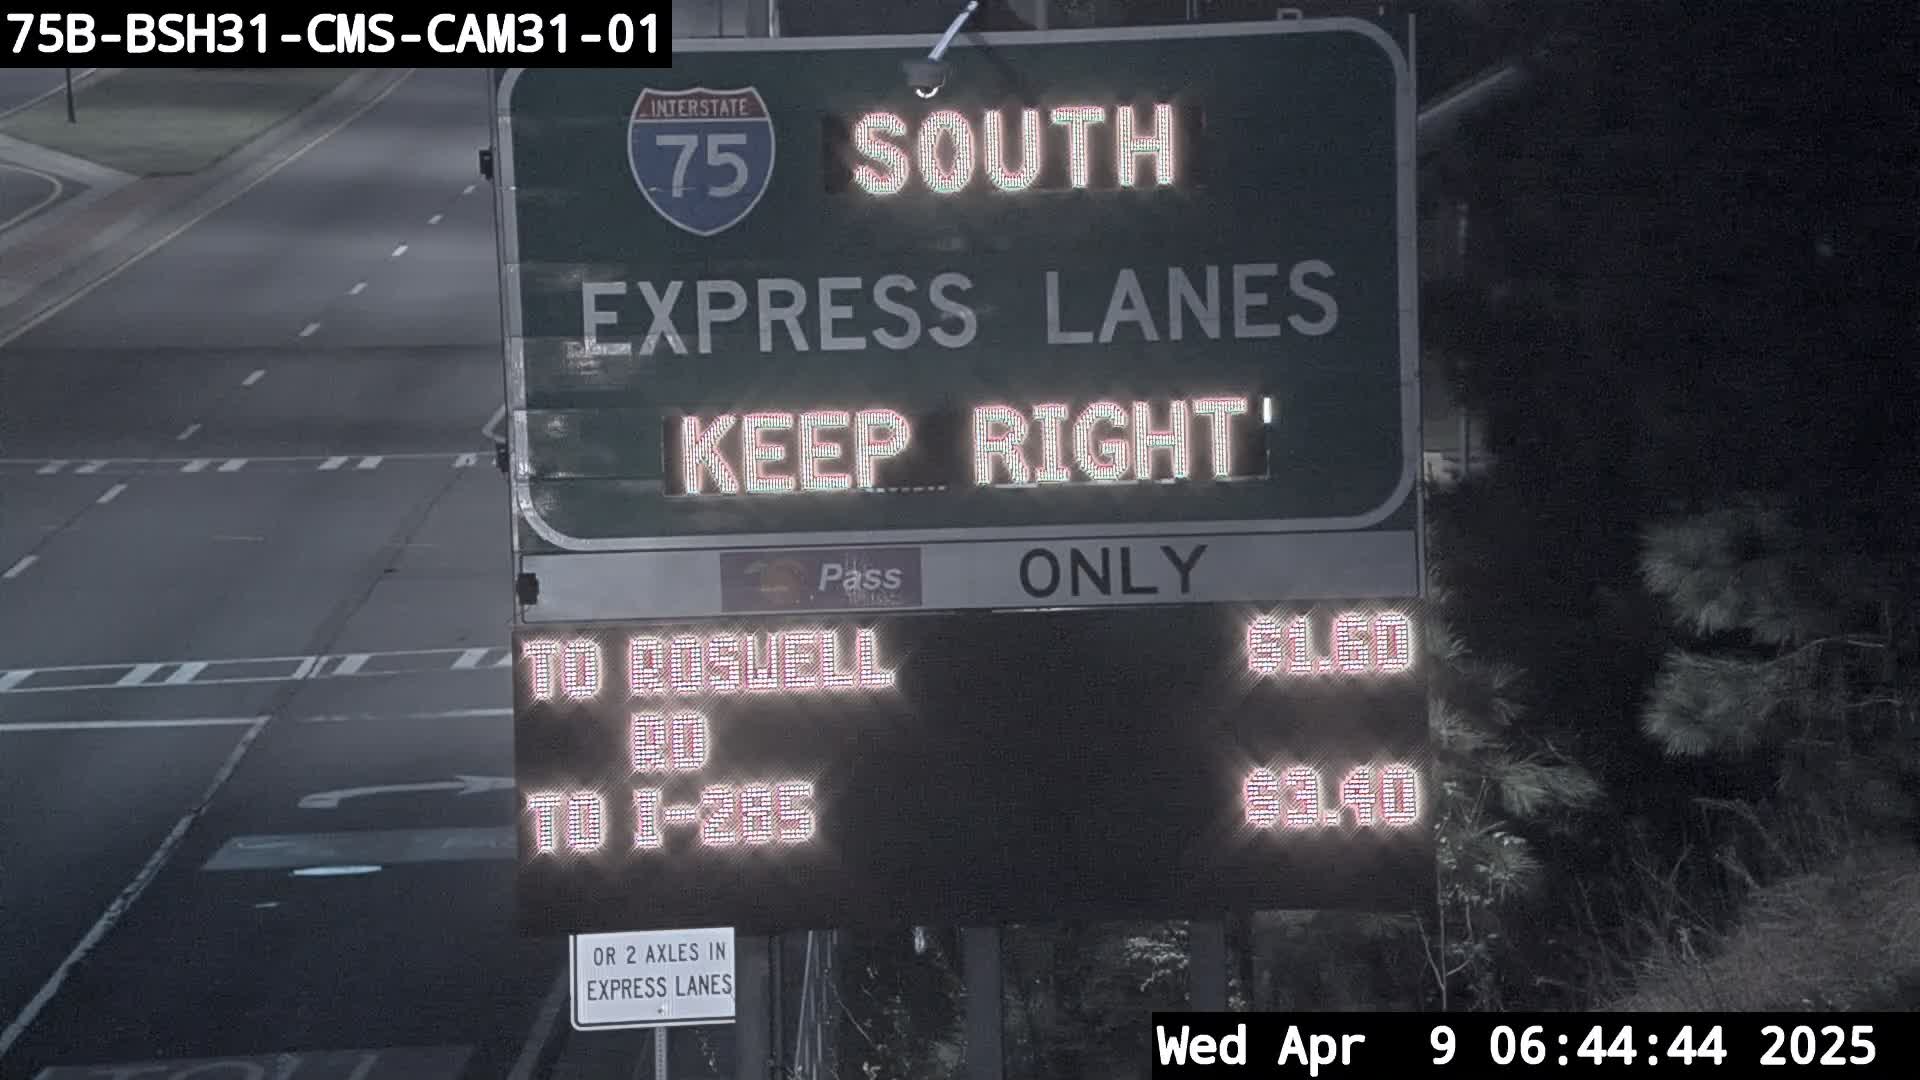 75B-BSH31-CMS-CAM31-01
INTERSTATE
75
SOUTH
EXPRESS LANES
KEEP RIGHT
Pass ONLY
TO ROSWELL $1.60
RD
TO I-285 $3.40
OR 2 AXLES IN
EXPRESS LANES
TOLL
Wed Apr 9 06:44:44 2025